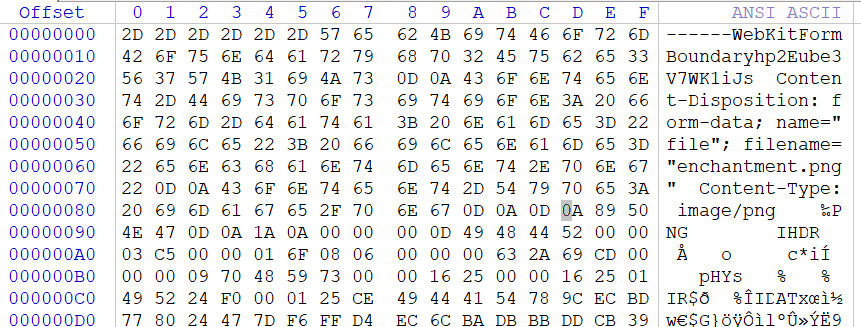 Offset 0 1 2 3 4 5 6 7 8 9 A B C D E F ANSI ASCII
00000000 2D 2D 2D 2D 2D 2D 57 65 62 4B 69 74 46 6F 72 6D ------WebKitForm
00000010 42 6F 75 6E 64 61 72 79 68 70 32 45 75 62 65 33 Boundaryhp2Eube3
00000020 56 37 57 4B 31 69 4A 73 0D 0A 43 6F 6E 74 65 6E V7WK1iJs Conten
00000030 74 2D 44 69 73 70 6F 73 69 74 69 6F 6E 3A 20 66 t-Disposition: f
00000040 6F 72 6D 2D 64 61 74 61 3B 20 6E 61 6D 65 3D 22 orm-data; name="
00000050 66 69 6C 65 22 3B 20 66 69 6C 65 6E 61 6D 65 3D file"; filename=
00000060 22 65 6E 63 68 61 6E 74 6D 65 6E 74 2E 70 6E 67 "enchantment.png
00000070 22 0D 0A 43 6F 6E 74 65 6E 74 2D 54 79 70 65 3A " Content-Type:
00000080 20 69 6D 61 67 65 2F 70 6E 67 0D 0A 0D 0A 89 50 image/png ‰P
00000090 4E 47 0D 0A 1A 0A 00 00 00 0D 49 48 44 52 00 00 NG IHDR
000000A0 03 C5 00 00 01 6F 08 06 00 00 00 63 2A 69 CD 00 Å o c*iÍ
000000B0 00 00 09 70 48 59 73 00 00 16 25 00 00 16 25 01 pHYs % %
000000C0 49 52 24 F0 00 01 25 CE 49 44 41 54 78 9C EC BD IR$ð %ÎIDATxœì½
000000D0 77 80 24 47 7D F6 FF D4 EC 6C BA DB BB DD CB 39 w€$G}öÿÔìlºÛ»ÝË9